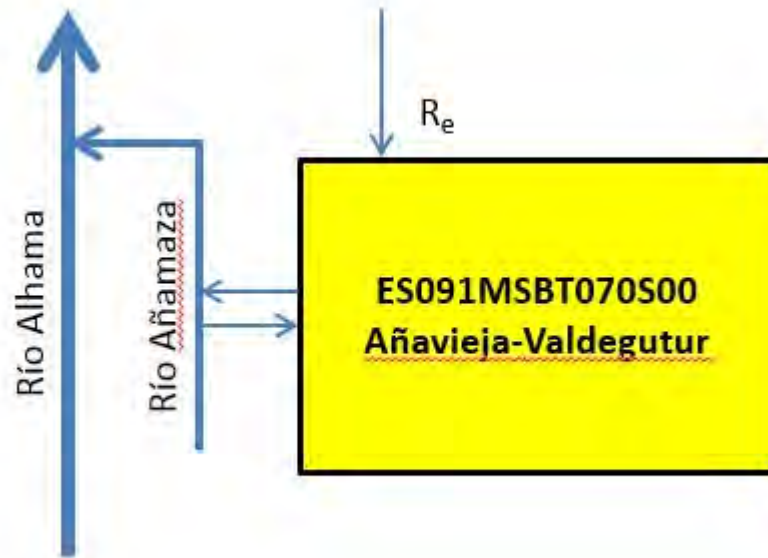 Río Alhama
Río Añamaza
Re
ES091MSBT070S00
Añavieja-Valdegutur